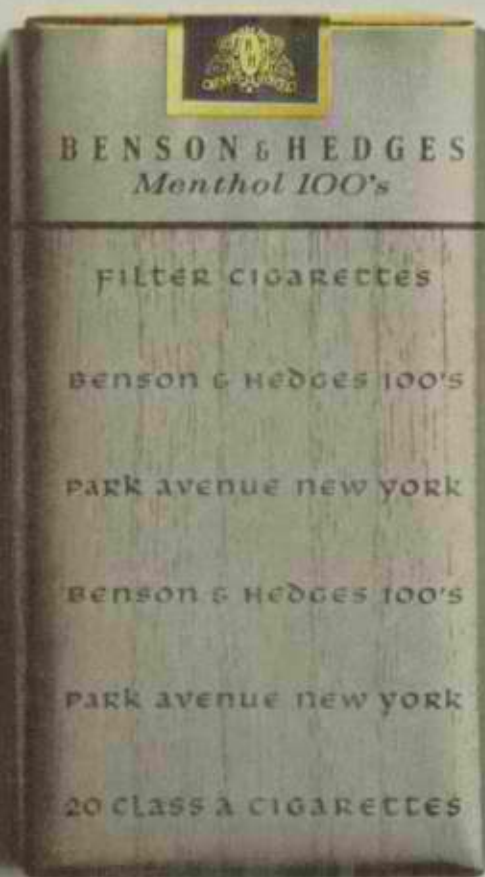 BENSON & HEDGES
Menthol 100's
FILTER CIGARETTES
BENSON & HEDGES 100'S
PARK AVENUE NEW YORK
BENSON & HEDGES 100'S
PARK AVENUE NEW YORK
20 CLASS A CIGARETTES